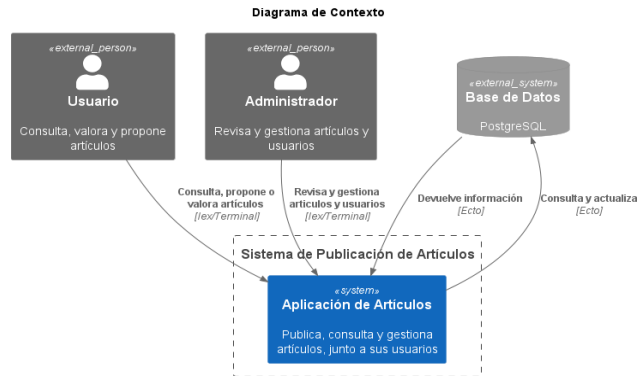 Diagrama de Contexto
«external_person»
Usuario
Consulta, valora y propone
artículos
«external_person»
Administrador
Revisa y gestiona artículos y
usuarios
«external_system»
Base de Datos
PostgreSQL
Consulta, propone o
valora artículos
[Iex/Terminal]
Revisa y gestiona
artículos y usuarios
[Iex/Terminal]
Devuelve información
[Ecto]
Consulta y actualiza
[Ecto]
Sistema de Publicación de Artículos
«system»
Aplicación de Artículos
Publica, consulta y gestiona
artículos, junto a sus usuarios